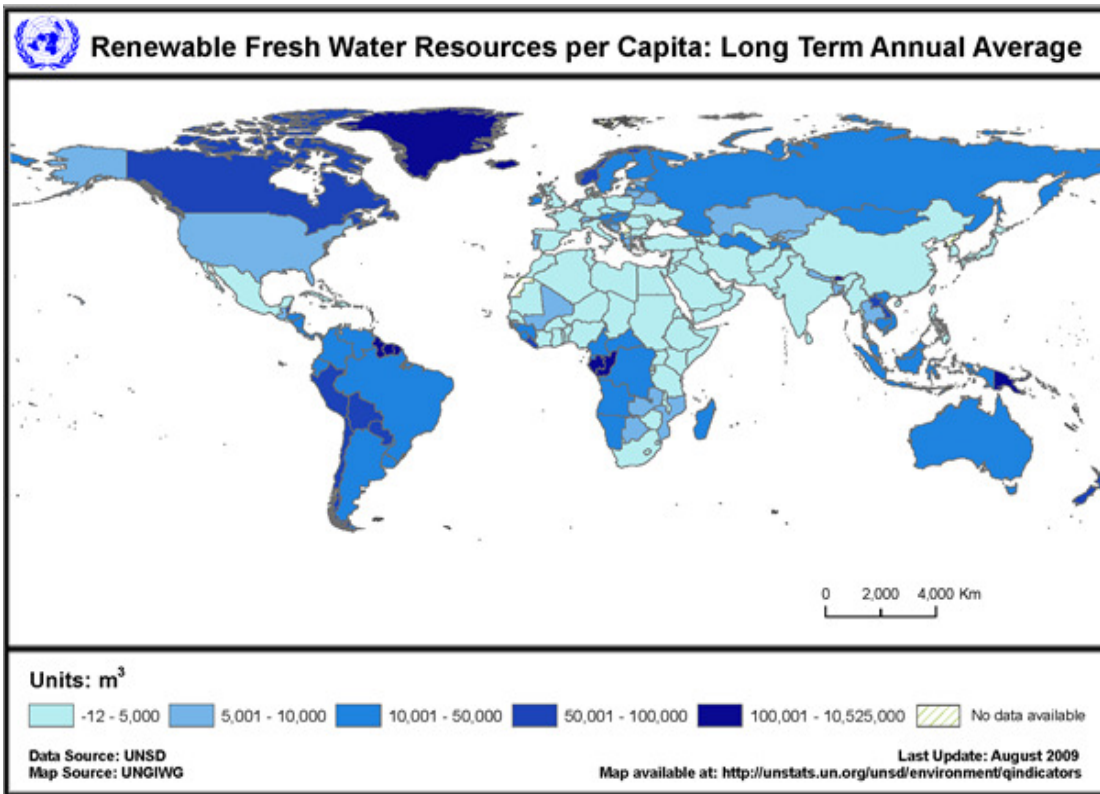 Renewable Fresh Water Resources per Capita: Long Term Annual Average
0 2,000 4,000 Km
Units: m³
-12 - 5,000 5,001 - 10,000 10,001 - 50,000 50,001 - 100,000 100,001 - 10,525,000 No data available
Data Source: UNSD Last Update: August 2009
Map Source: UNGIWG Map available at: http://unstats.un.org/unsd/environment/qindicators